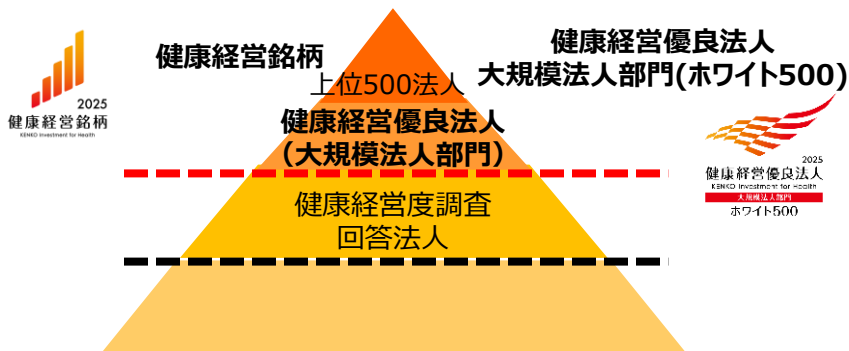 健康経営銘柄
健康経営優良法人
大規模法人部門(ホワイト500)
上位500法人
2025
健康経営銘柄
KENKO Investment for Health
健康経営優良法人
(大規模法人部門)
2025
健康経営優良法人
KENKO Investment for Health
大規模法人部門
ホワイト500
健康経営度調査
回答法人